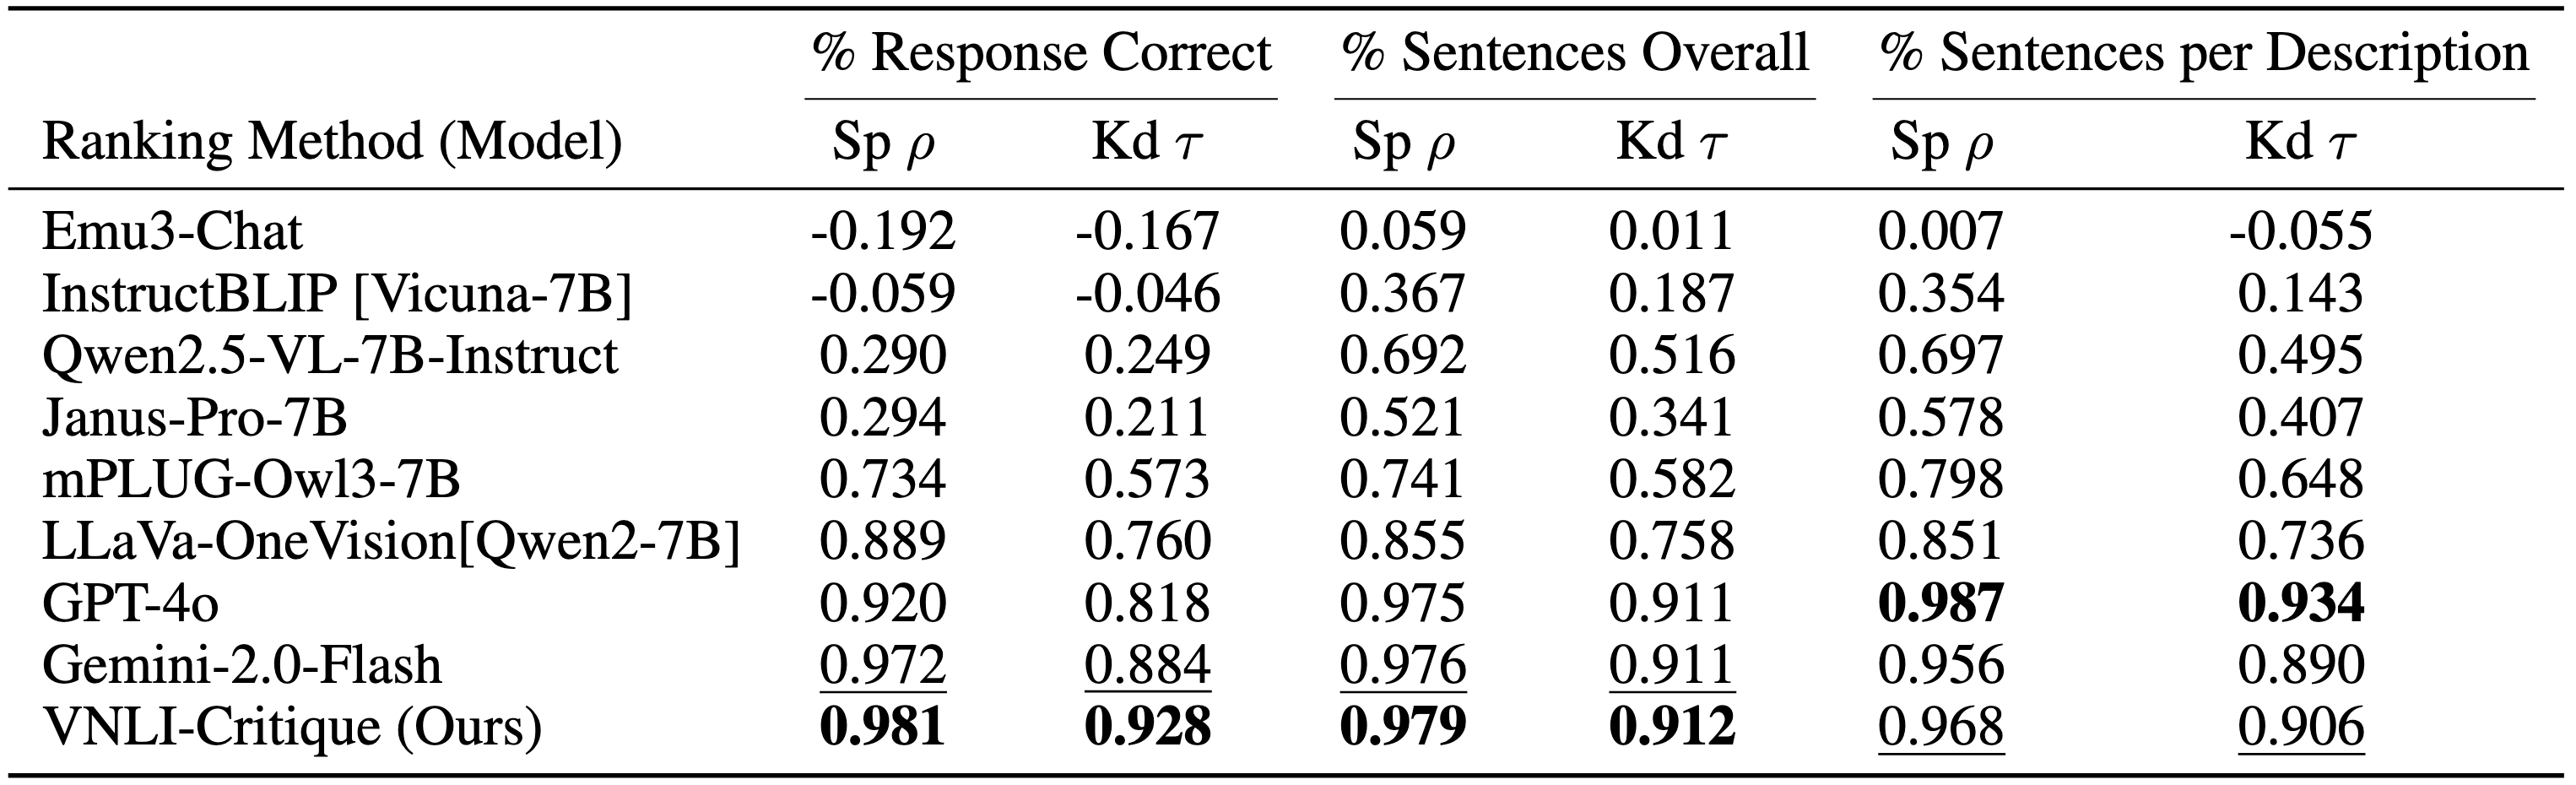 % Response Correct % Sentences Overall % Sentences per Description
Ranking Method (Model) Sp ρ Kd τ Sp ρ Kd τ Sp ρ Kd τ
Emu3-Chat -0.192 -0.167 0.059 0.011 0.007 -0.055
InstructBLIP [Vicuna-7B] -0.059 -0.046 0.367 0.187 0.354 0.143
Qwen2.5-VL-7B-Instruct 0.290 0.249 0.692 0.516 0.697 0.495
Janus-Pro-7B 0.294 0.211 0.521 0.341 0.578 0.407
mPLUG-Owl3-7B 0.734 0.573 0.741 0.582 0.798 0.648
LLaVa-OneVision[Qwen2-7B] 0.889 0.760 0.855 0.758 0.851 0.736
GPT-4o 0.920 0.818 0.975 0.911 0.987 0.934
Gemini-2.0-Flash 0.972 0.884 0.976 0.911 0.956 0.890
VNLI-Critique (Ours) 0.981 0.928 0.979 0.912 0.968 0.906